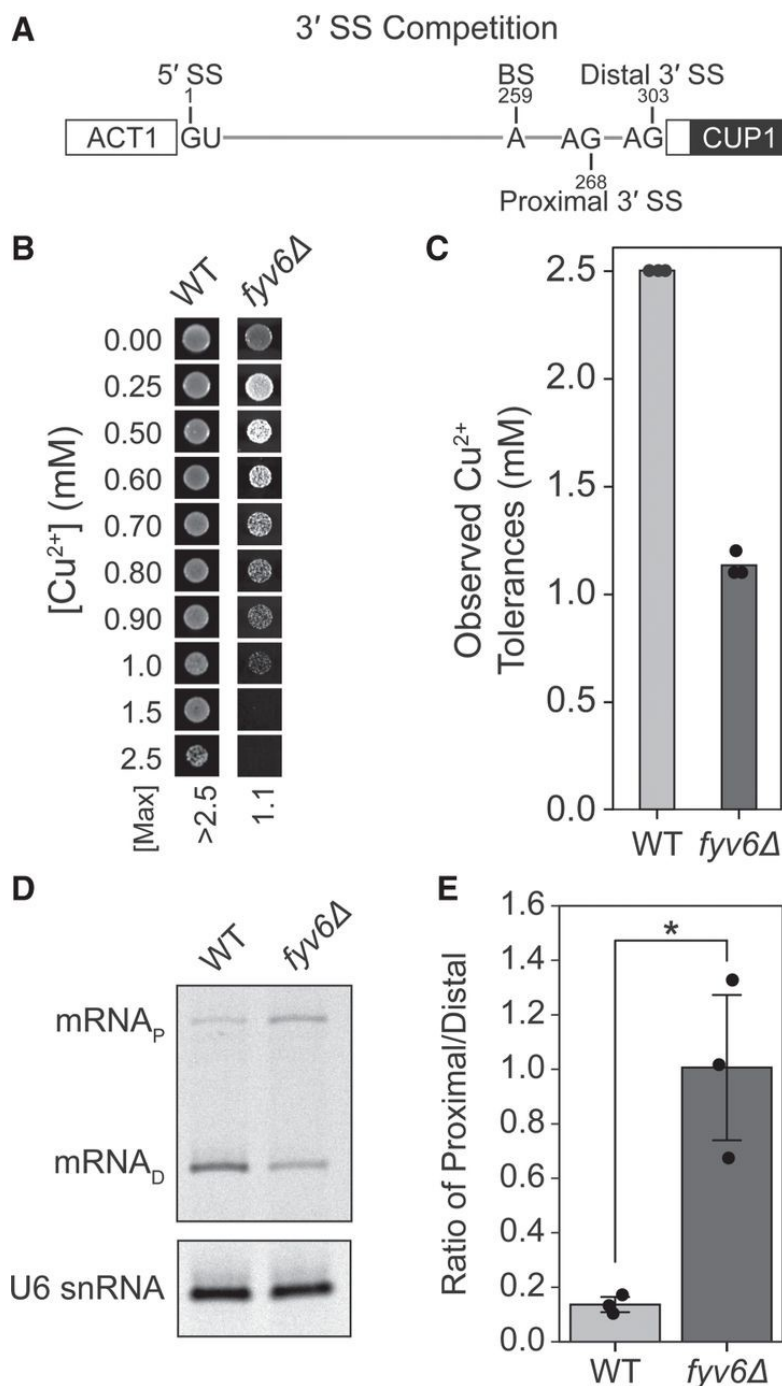 A
3′ SS Competition
5′ SS
1
BS
259
Distal 3′ SS
303
ACT1
GU
A
AG
AG
CUP1
268
Proximal 3′ SS
B
WT
fyv6Δ
[Cu²⁺] (mM)
0.00
0.25
0.50
0.60
0.70
0.80
0.90
1.0
1.5
2.5
[Max]
>2.5
1.1
C
Observed Cu²⁺
Tolerances (mM)
2.5
2.0
1.5
1.0
0.5
0.0
WT
fyv6Δ
D
WT
fyv6Δ
mRNAₚ
mRNA_D
U6 snRNA
E
Ratio of Proximal/Distal
1.6
1.4
1.2
1.0
0.8
0.6
0.4
0.2
0.0
*
WT
fyv6Δ